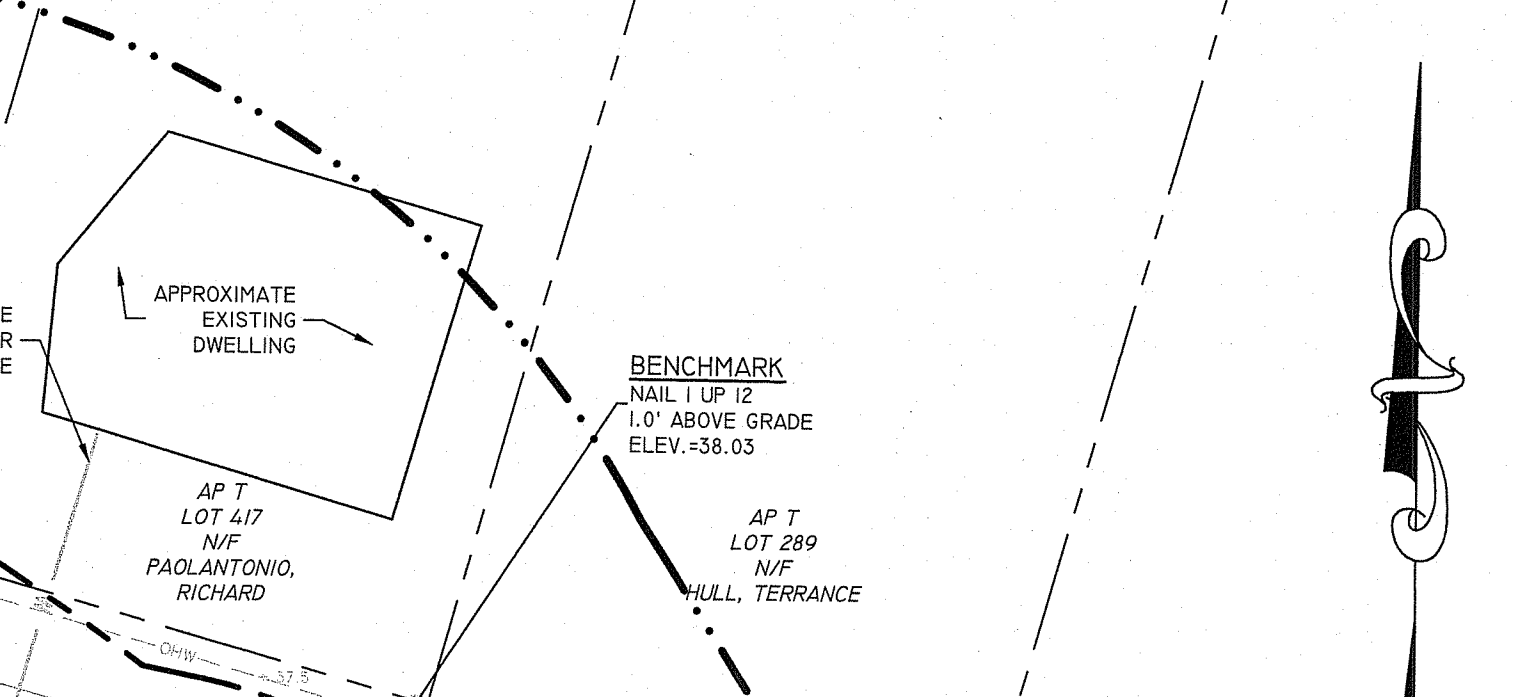 APPROXIMATE
EXISTING
DWELLING
E
R
E
BENCHMARK
NAIL 1 UP 12
1.0' ABOVE GRADE
ELEV.=38.03
AP T
LOT 417
N/F
PAOLANTONIO,
RICHARD
AP T
LOT 289
N/F
HULL, TERRANCE
OHW
37.5